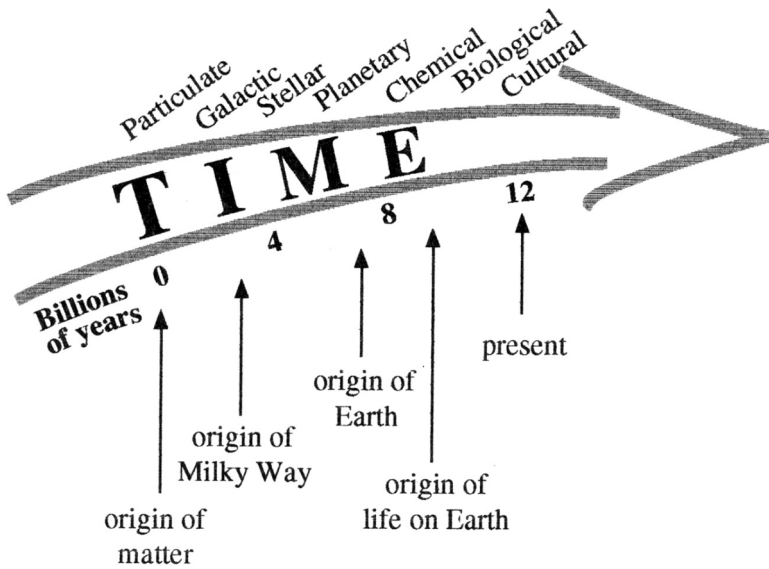 Particulate
Galactic
Stellar
Planetary
Chemical
Biological
Cultural
TIME
0
4
8
12
Billions
of years
present
origin of
Earth
origin of
Milky Way
origin of
life on Earth
origin of
matter